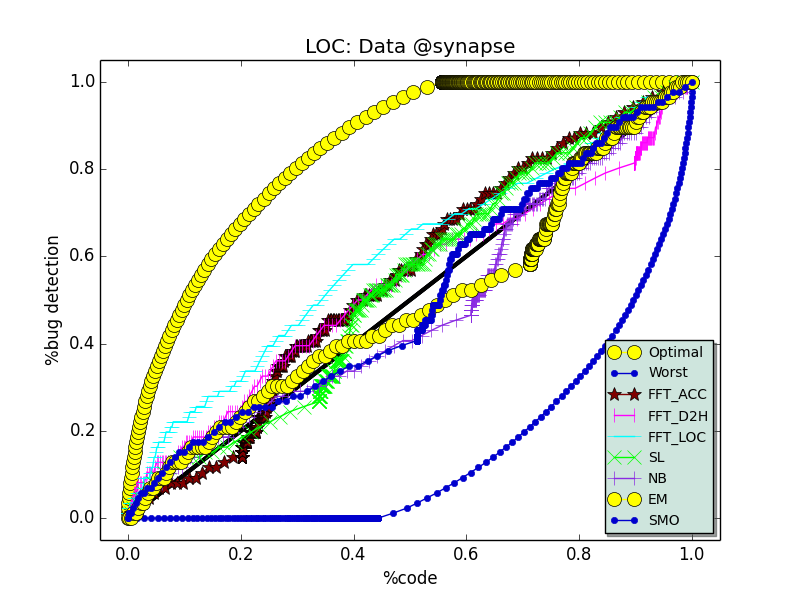 LOC: Data @synapse
1.0
0.8
0.6
0.4
0.2
0.0
%bug detection
0.0 0.2 0.4 0.6 0.8 1.0
%code
Optimal
Worst
FFT_ACC
FFT_D2H
FFT_LOC
SL
NB
EM
SMO